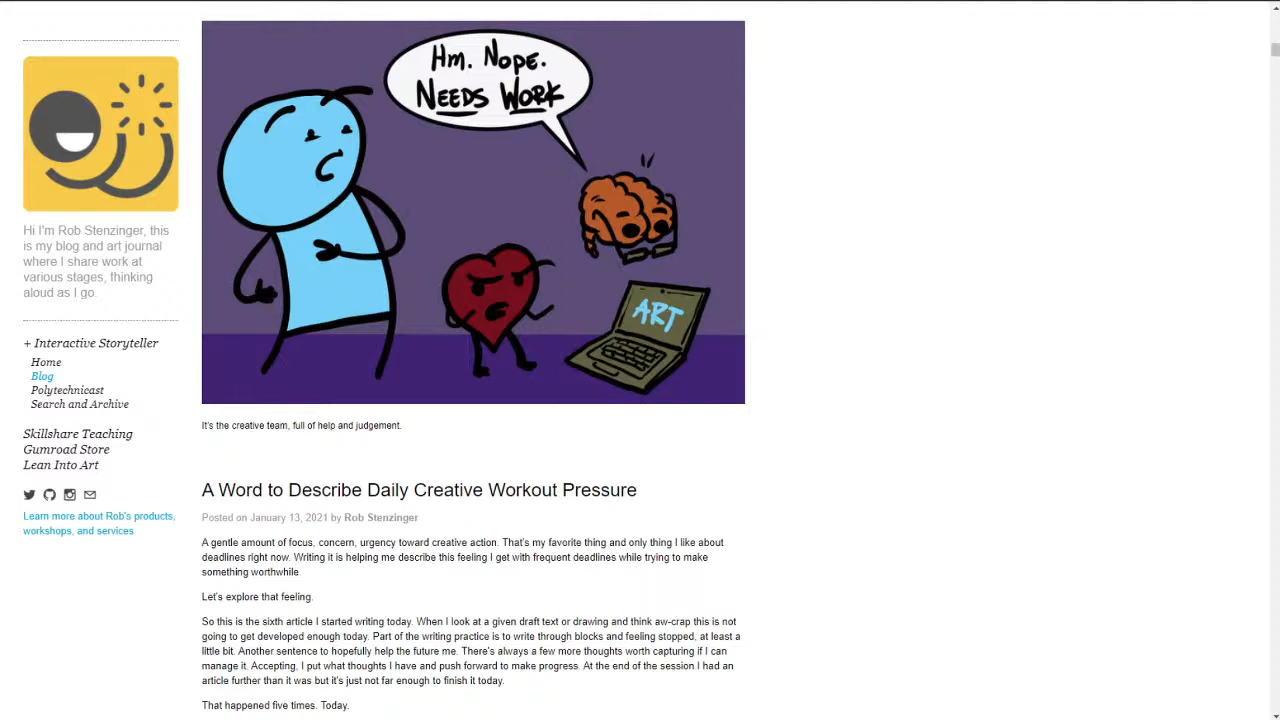 Hm. Nope.
NEEDS WORK
ART
Hi I'm Rob Stenzinger, this
is my blog and art journal
where I share work at
various stages, thinking
aloud as I go.
+ Interactive Storyteller
Home
Blog
Polytechnicast
Search and Archive
Skillshare Teaching
Gumroad Store
Lean Into Art
Learn more about Rob's products,
workshops, and services
It's the creative team, full of help and judgement.
A Word to Describe Daily Creative Workout Pressure
Posted on January 13, 2021 by Rob Stenzinger
A gentle amount of focus, concern, urgency toward creative action. That's my favorite thing and only thing I like about
deadlines right now. Writing it is helping me describe this feeling I get with frequent deadlines while trying to make
something worthwhile.
Let's explore that feeling.
So this is the sixth article I started writing today. When I look at a given draft text or drawing and think aw-crap this is not
going to get developed enough today. Part of the writing practice is to write through blocks and feeling stopped, at least a
little bit. Another sentence to hopefully help the future me. There's always a few more thoughts worth capturing if I can
manage it. Accepting, I put what thoughts I have and push forward to make progress. At the end of the session I had an
article further than it was but it's just not far enough to finish it today.
That happened five times. Today.